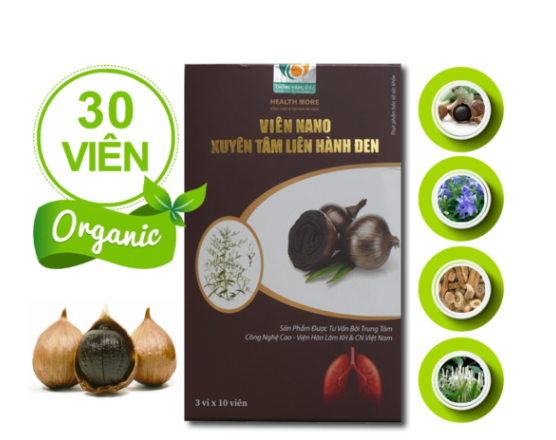 30
VIÊN
Organic
HEALTH MORE
VIÊN NANO
XUYÊN TÂM LIÊN HÀNH ĐEN
Sản Phẩm Được Tư Vấn Bởi Trung Tâm
Công Nghệ Cao - Viện Hàn Lâm KH & CN Việt Nam
3 vỉ x 10 viên